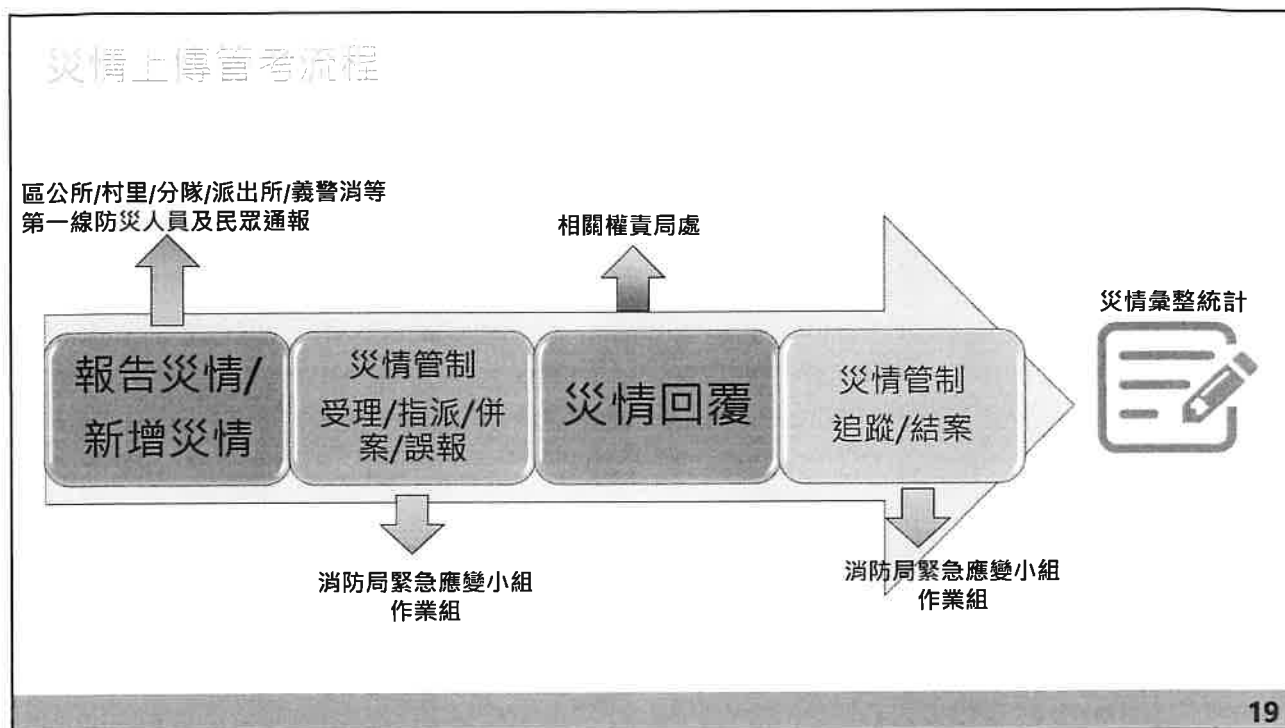 災情上傳管考流程
區公所/村里/分隊/派出所/義警消等
第一線防災人員及民眾通報
相關權責局處
災情彙整統計
報告災情/
新增災情
災情管制
受理/指派/併
案/誤報
災情回覆
災情管制
追蹤/結案
消防局緊急應變小組
作業組
消防局緊急應變小組
作業組
19